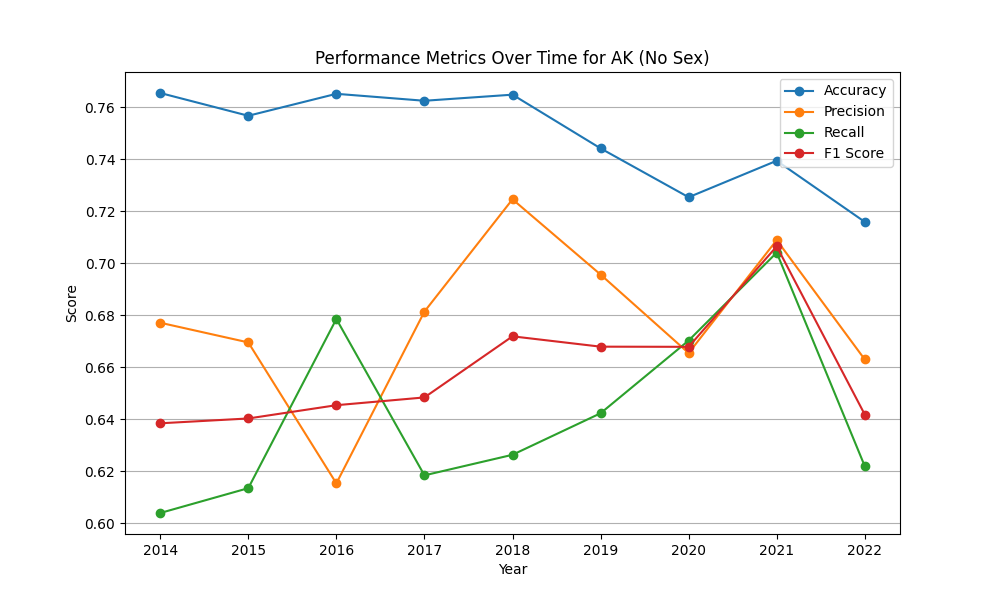 Performance Metrics Over Time for AK (No Sex)
Accuracy
Precision
Recall
F1 Score
Score
0.76
0.74
0.72
0.70
0.68
0.66
0.64
0.62
0.60
2014 2015 2016 2017 2018 2019 2020 2021 2022
Year